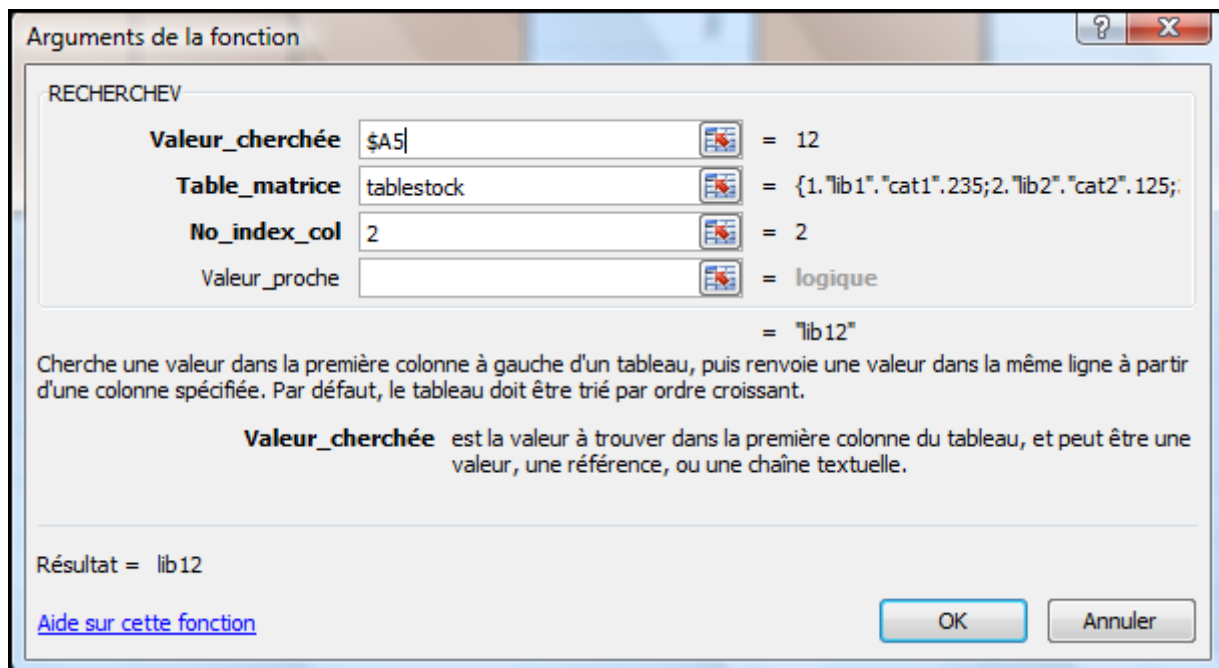 Arguments de la fonction
RECHERCHEV
Valeur_cherchée $A5 = 12
Table_matrice tablestock = {1."lib1"."cat1".235;2."lib2"."cat2".125;
No_index_col 2 = 2
Valeur_proche = logique
= "lib12"
Cherche une valeur dans la première colonne à gauche d'un tableau, puis renvoie une valeur dans la même ligne à partir
d'une colonne spécifiée. Par défaut, le tableau doit être trié par ordre croissant.
Valeur_cherchée est la valeur à trouver dans la première colonne du tableau, et peut être une
valeur, une référence, ou une chaîne textuelle.
Résultat = lib12
Aide sur cette fonction OK Annuler